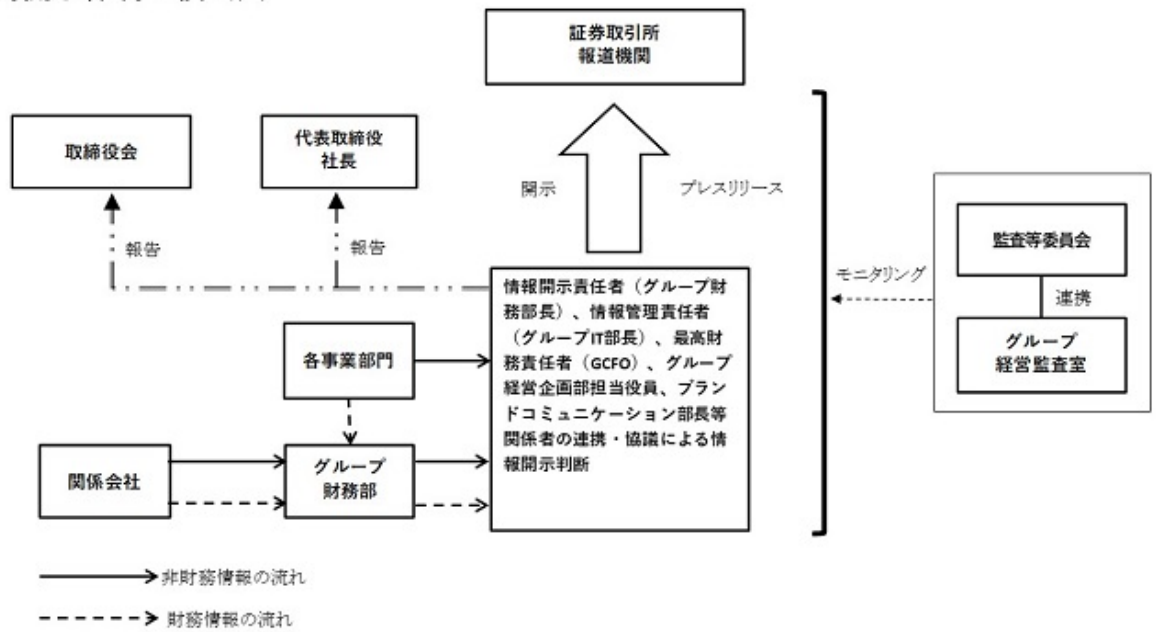 証券取引所
報道機関
取締役会
代表取締役
社長
開示
プレスリリース
報告
報告
監査等委員会
モニタリング
連携
グループ
経営監査室
情報開示責任者（グループ財
務部長）、情報管理責任者
（グループIT部長）、最高財
務責任者（GCFO）、グループ
経営企画部担当役員、ブラン
ドコミュニケーション部長等
関係者の連携・協議による情
報開示判断
各事業部門
関係会社
グループ
財務部
非財務情報の流れ
財務情報の流れ